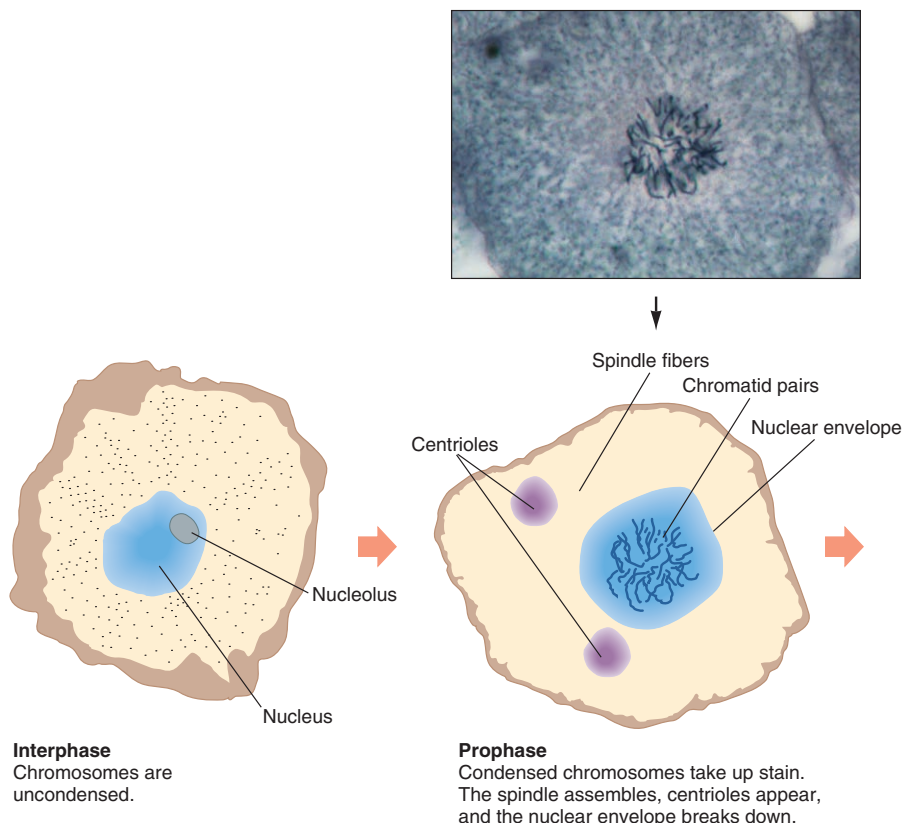 Spindle fibers
Chromatid pairs
Nuclear envelope
Centrioles
Nucleolus
Nucleus
Interphase
Chromosomes are
uncondensed.
Prophase
Condensed chromosomes take up stain.
The spindle assembles, centrioles appear,
and the nuclear envelope breaks down.